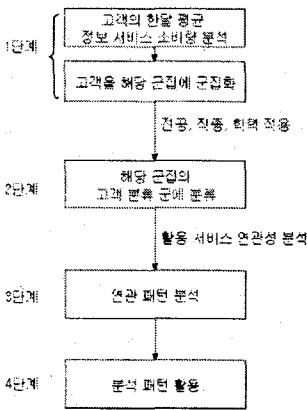 고객의 한달 평균
정보 서비스 소비량 분석
1단계
고객을 해당 군집에 군집화
전공, 직종, 학력 적용
해당 군집의
고객 분류 군에 분류
2단계
활용 서비스 연관성 분석
3단계
연관 패턴 분석
4단계
분석 패턴 활용